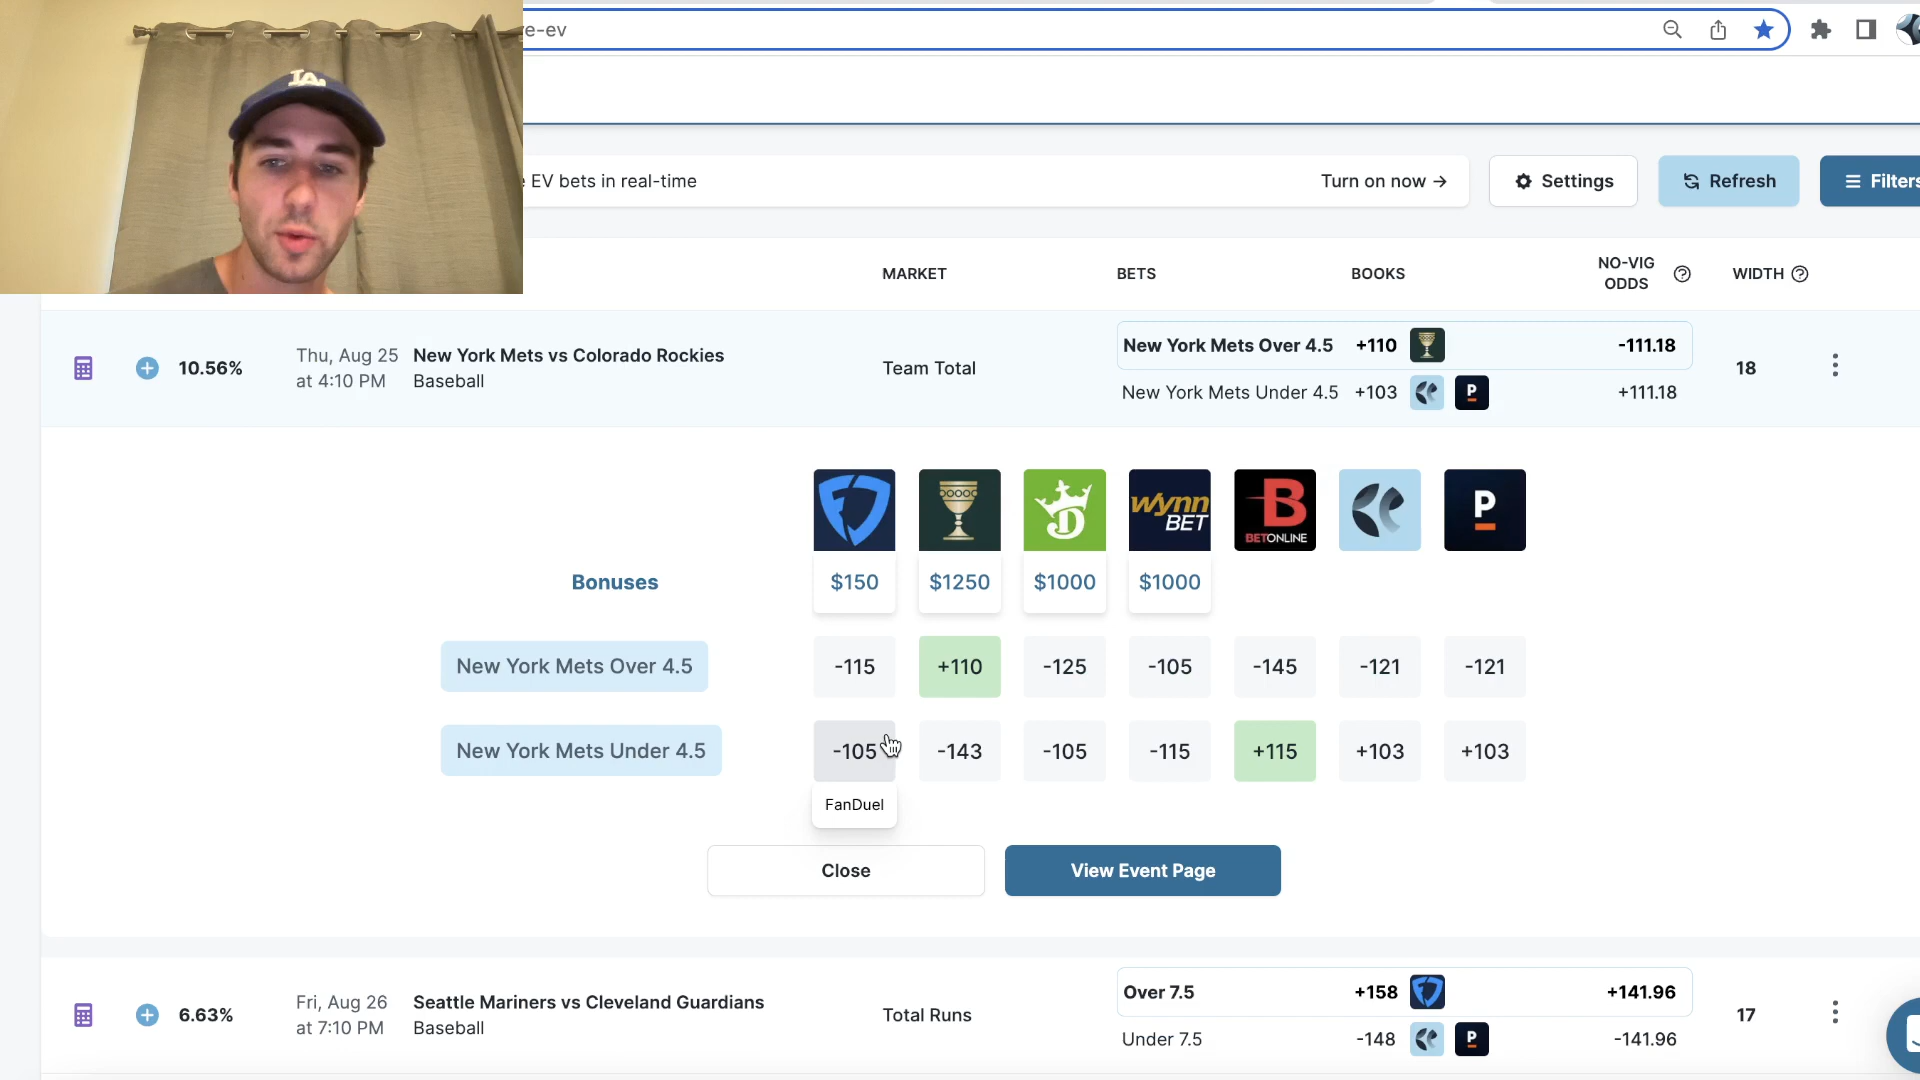 e-ev
LA
EV bets in real-time
Turn on now →
Settings
Refresh
Filters
MARKET
BETS
BOOKS
NO-VIG
ODDS
WIDTH
10.56%
Thu, Aug 25
at 4:10 PM
New York Mets vs Colorado Rockies
Baseball
Team Total
New York Mets Over 4.5 +110 -111.18
New York Mets Under 4.5 +103 P +111.18
18
D
wynn
BET
B
BETONLINE
P
Bonuses $150 $1250 $1000 $1000
New York Mets Over 4.5 -115 +110 -125 -105 -145 -121 -121
New York Mets Under 4.5 -105 -143 -105 -115 +115 +103 +103
FanDuel
Close
View Event Page
6.63%
Fri, Aug 26
at 7:10 PM
Seattle Mariners vs Cleveland Guardians
Baseball
Total Runs
Over 7.5 +158 +141.96
Under 7.5 -148 P -141.96
17